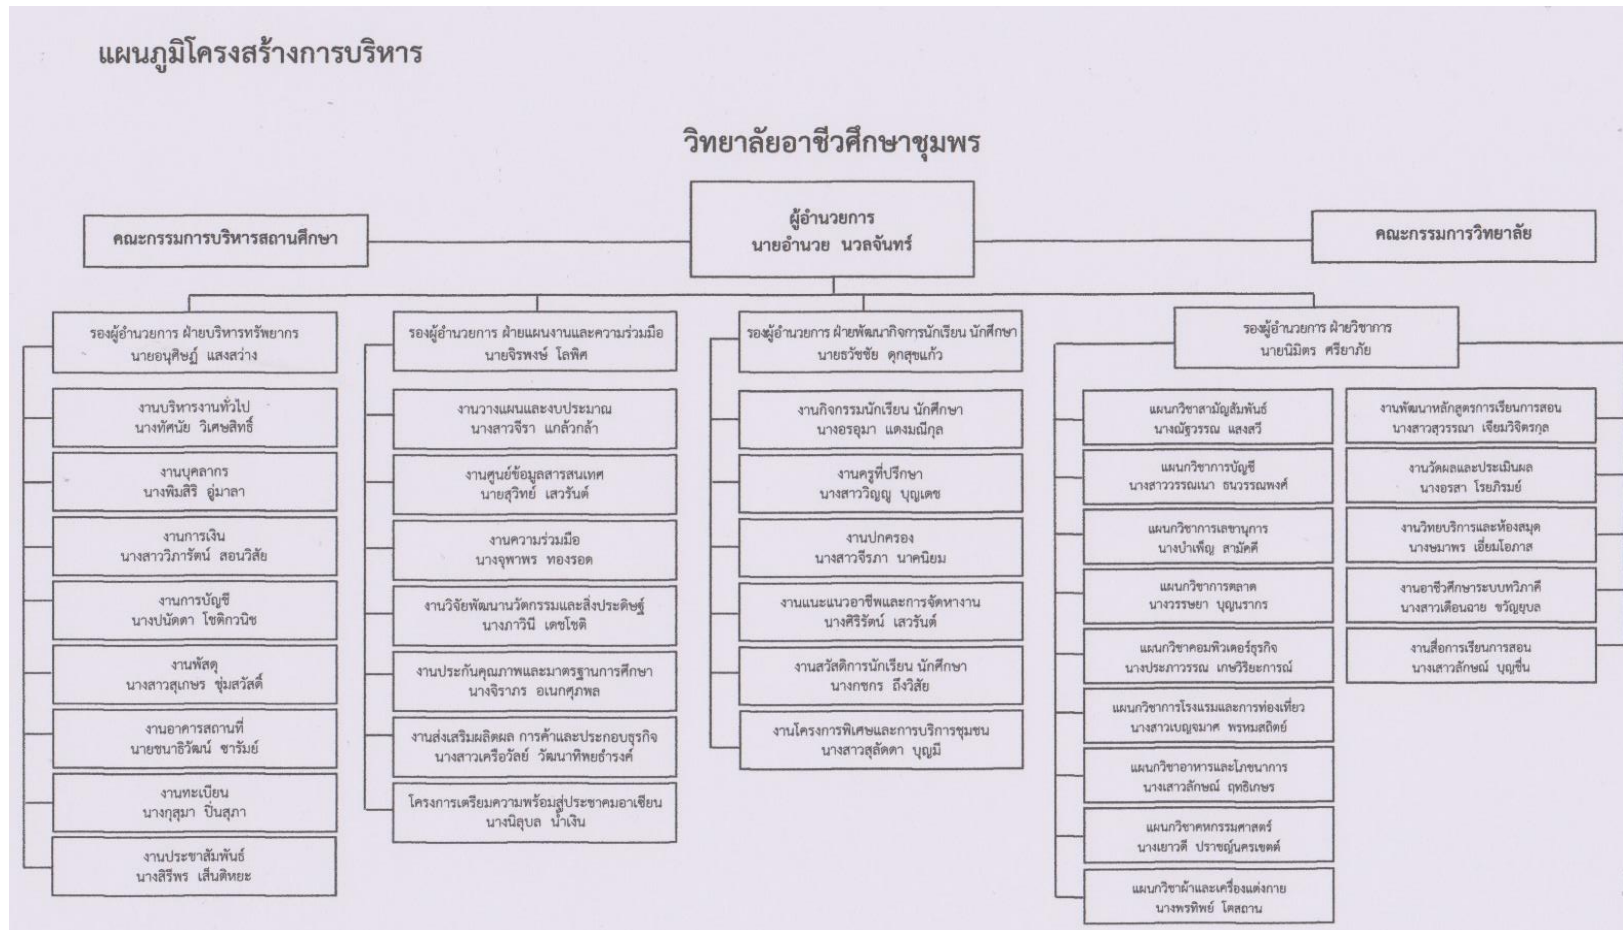 แผนภูมิโครงสร้างการบริหาร
วิทยาลัยอาชีวศึกษาชุมพร
ผู้อำนวยการ
นายอำนวย นวลจันทร์
คณะกรรมการบริหารสถานศึกษา
คณะกรรมการวิทยาลัย
รองผู้อำนวยการ ฝ่ายบริหารทรัพยากร
นายอนุศิษฏ์ แสงสว่าง
งานบริหารงานทั่วไป
นางทัศนัย วิเศษสิทธิ์
งานบุคลากร
นางพิมสิริ อู่มาลา
งานการเงิน
นางสาววิภารัตน์ สอนวิสัย
งานการบัญชี
นางปนัดดา โชติกวนิช
งานพัสดุ
นางสาวสุเกษร ชุ่มสวัสดิ์
งานอาคารสถานที่
นายชนาธิวัฒน์ ชารัมย์
งานทะเบียน
นางกุสุมา ปิ่นสุภา
งานประชาสัมพันธ์
นางสิรีพร เส็นติหยะ
รองผู้อำนวยการ ฝ่ายแผนงานและความร่วมมือ
นายจิรพงษ์ โลพิศ
งานวางแผนและงบประมาณ
นางสาวจีรา แกล้วกล้า
งานศูนย์ข้อมูลสารสนเทศ
นายสุวิทย์ เสวรันต์
งานความร่วมมือ
นางจุฑาพร ทองรอด
งานวิจัยพัฒนานวัตกรรมและสิ่งประดิษฐ์
นางภาวินี เดชโชติ
งานประกันคุณภาพและมาตรฐานการศึกษา
นางจิราภร อเนกศุภพล
งานส่งเสริมผลิตผล การค้าและประกอบธุรกิจ
นางสาวเครือวัลย์ วัฒนาทิพยธำรงค์
โครงการเตรียมความพร้อมสู่ประชาคมอาเซียน
นางนิลุบล น้ำเงิน
รองผู้อำนวยการ ฝ่ายพัฒนากิจการนักเรียน นักศึกษา
นายธวัชชัย ดุกสุขแก้ว
งานกิจกรรมนักเรียน นักศึกษา
นางอรอุมา แดงมณีกุล
งานครูที่ปรึกษา
นางสาววิญญู บุญเดช
งานปกครอง
นางสาวจีรภา นาคนิยม
งานแนะแนวอาชีพและการจัดหางาน
นางศิริรัตน์ เสวรันต์
งานสวัสดิการนักเรียน นักศึกษา
นางกชกร ถึงวิสัย
งานโครงการพิเศษและการบริการชุมชน
นางสาวสุลัดดา บุญมี
รองผู้อำนวยการ ฝ่ายวิชาการ
นายนิมิตร ศรียาภัย
แผนกวิชาสามัญสัมพันธ์
นางณัฐวรรณ แสงสวี
แผนกวิชาการบัญชี
นางสาววรรณเนา ธนวรรณพงศ์
แผนกวิชาการเลขานุการ
นางบำเพ็ญ สามัคคี
แผนกวิชาการตลาด
นางวรรษยา บุญนรากร
แผนกวิชาคอมพิวเตอร์ธุรกิจ
นางประภาวรรณ เกษวิริยะการณ์
แผนกวิชาการโรงแรมและการท่องเที่ยว
นางสาวเบญจมาศ พรหมสถิตย์
แผนกวิชาอาหารและโภชนาการ
นางเสาวลักษณ์ ฤทธิเกษร
แผนกวิชาคหกรรมศาสตร์
นางเยาวดี ปราชญ์นครเขตต์
แผนกวิชาผ้าและเครื่องแต่งกาย
นางพรทิพย์ โตสถาน
งานพัฒนาหลักสูตรการเรียนการสอน
นางสาวสุวรรณา เจียมวิจิตรกุล
งานวัดผลและประเมินผล
นางอรสา โรยภิรมย์
งานวิทยบริการและห้องสมุด
นางษมาพร เอี่ยมโอภาส
งานอาชีวศึกษาระบบทวิภาคี
นางสาวเดือนฉาย ขวัญยุบล
งานสื่อการเรียนการสอน
นางเสาวลักษณ์ บุญชื่น